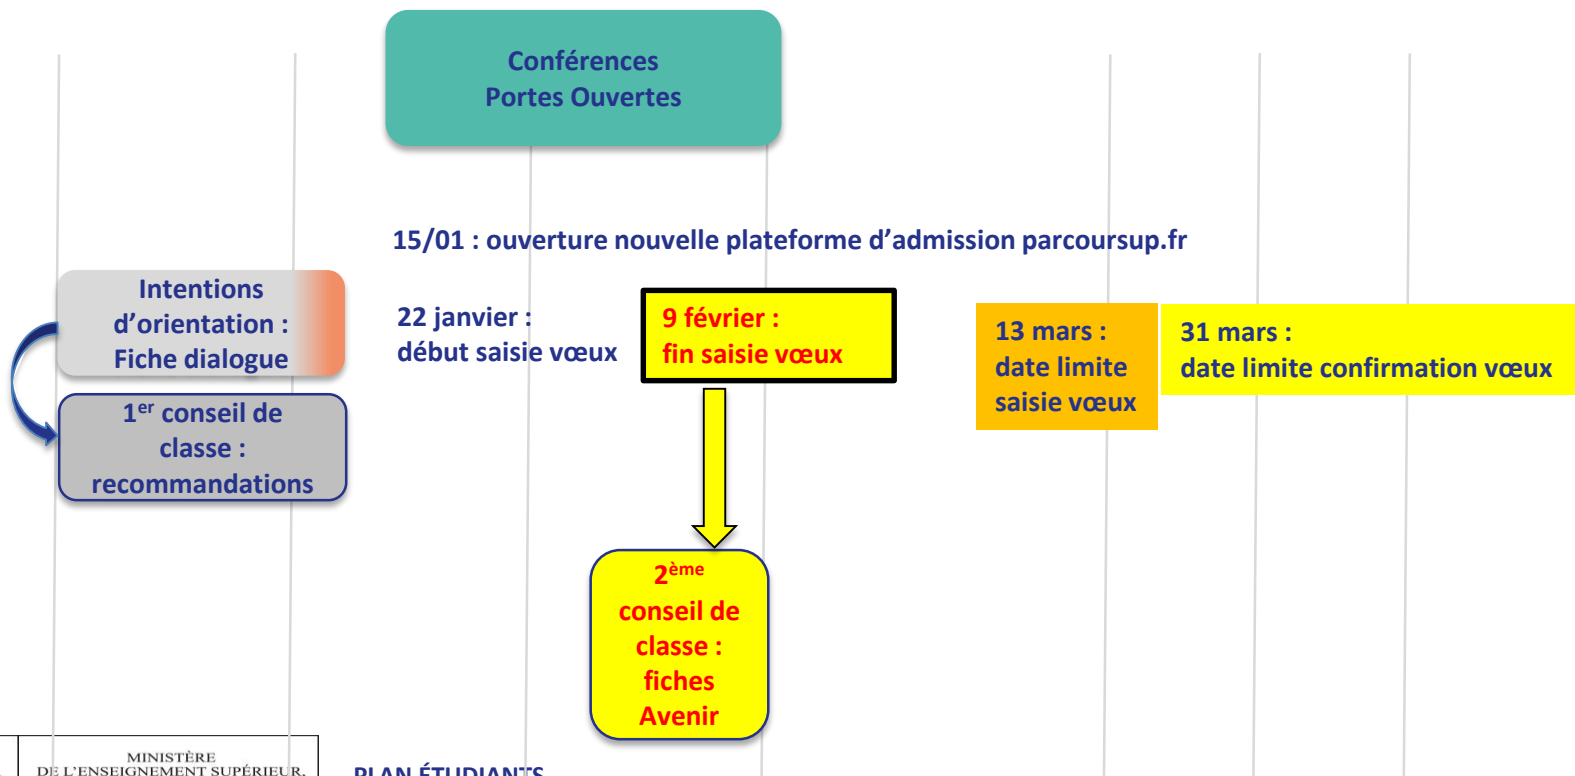 Conférences
Portes Ouvertes
15/01 : ouverture nouvelle plateforme d’admission parcoursup.fr
Intentions
d’orientation :
Fiche dialogue
1er conseil de
classe :
recommandations
22 janvier :
début saisie vœux
9 février :
fin saisie vœux
13 mars :
date limite
saisie vœux
31 mars :
date limite confirmation vœux
2ème
conseil de
classe :
fiches
Avenir
MINISTÈRE
DE L’ENSEIGNEMENT SUPÉRIEUR,
PLAN ÉTUDIANTS